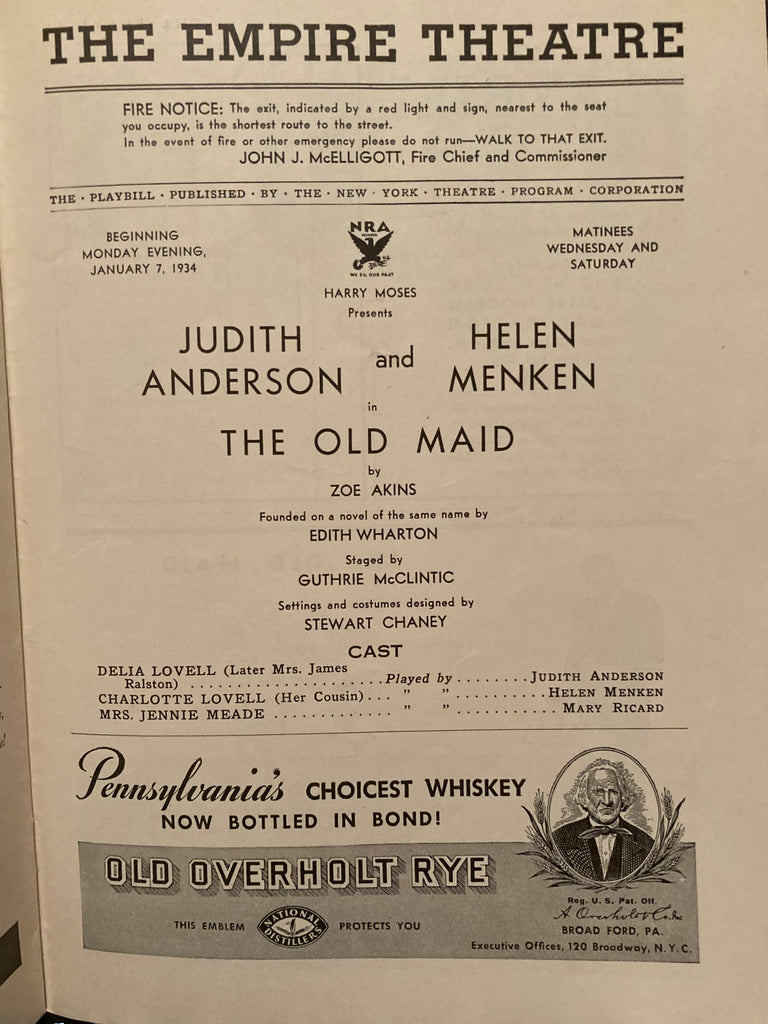 THE EMPIRE THEATRE
FIRE NOTICE: The exit, indicated by a red light and sign, nearest to the seat
you occupy, is the shortest route to the street.
In the event of fire or other emergency please do not run—WALK TO THAT EXIT.
JOHN J. McELLIGOTT, Fire Chief and Commissioner
THE · PLAYBILL · PUBLISHED · BY · THE · NEW · YORK · THEATRE · PROGRAM · CORPORATION
BEGINNING
MONDAY EVENING,
JANUARY 7, 1934
NRA
MEMBER
WE DO OUR PART
MATINEES
WEDNESDAY AND
SATURDAY
HARRY MOSES
Presents
JUDITH
ANDERSON
and
HELEN
MENKEN
in
THE OLD MAID
by
ZOE AKINS
Founded on a novel of the same name by
EDITH WHARTON
Staged by
GUTHRIE McCLINTIC
Settings and costumes designed by
STEWART CHANEY
CAST
DELIA LOVELL (Later Mrs. James
Ralston) ......................Played by ........JUDITH ANDERSON
CHARLOTTE LOVELL (Her Cousin)... " " ..........HELEN MENKEN
MRS. JENNIE MEADE ............. " " ........... MARY RICARD
Pennsylvania's CHOICEST WHISKEY
NOW BOTTLED IN BOND!
OLD OVERHOLT RYE
THIS EMBLEM NATIONAL DISTILLERS PROTECTS YOU
Reg. U. S. Pat. Off.
A. Overholt & Co.
BROAD FORD, PA.
Executive Offices, 120 Broadway, N.Y.C.